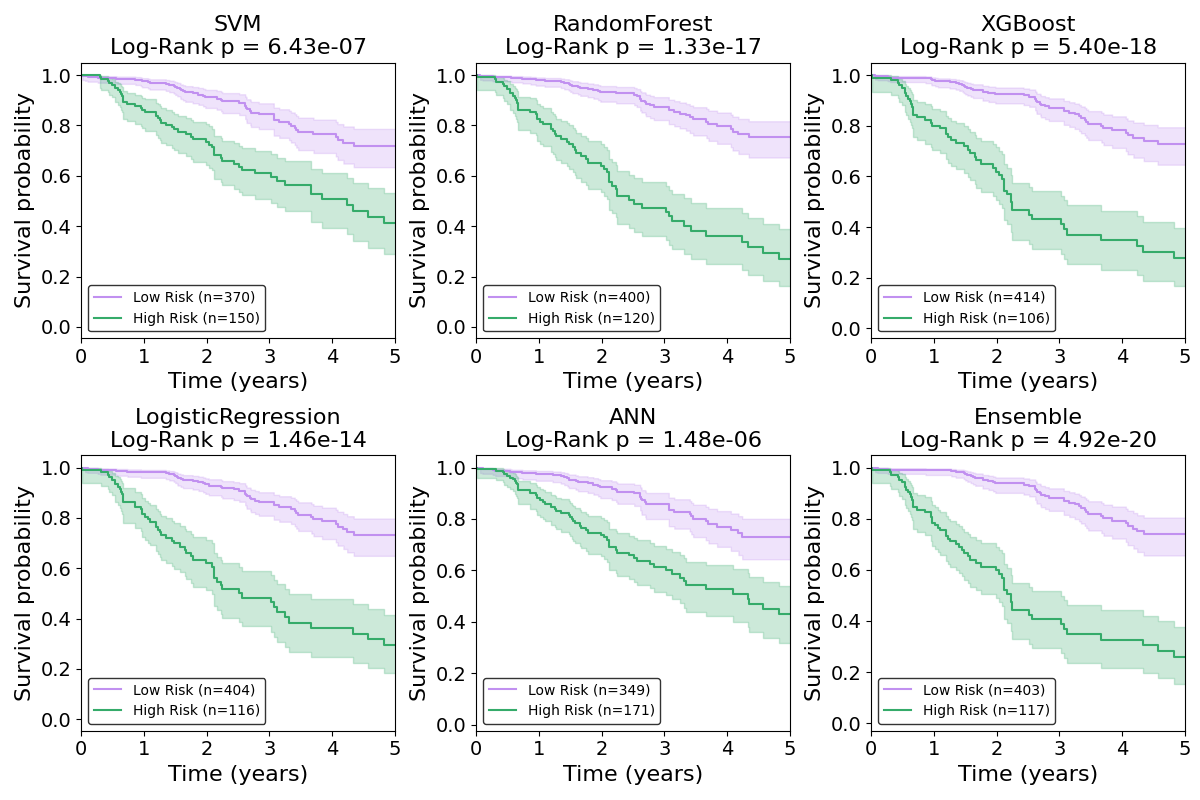 SVM
Log-Rank p = 6.43e-07
Survival probability
1.0
0.8
0.6
0.4
0.2
0.0
Low Risk (n=370)
High Risk (n=150)
0 1 2 3 4 5
Time (years)
RandomForest
Log-Rank p = 1.33e-17
Survival probability
1.0
0.8
0.6
0.4
0.2
0.0
Low Risk (n=400)
High Risk (n=120)
0 1 2 3 4 5
Time (years)
XGBoost
Log-Rank p = 5.40e-18
Survival probability
1.0
0.8
0.6
0.4
0.2
0.0
Low Risk (n=414)
High Risk (n=106)
0 1 2 3 4 5
Time (years)
LogisticRegression
Log-Rank p = 1.46e-14
Survival probability
1.0
0.8
0.6
0.4
0.2
0.0
Low Risk (n=404)
High Risk (n=116)
0 1 2 3 4 5
Time (years)
ANN
Log-Rank p = 1.48e-06
Survival probability
1.0
0.8
0.6
0.4
0.2
0.0
Low Risk (n=349)
High Risk (n=171)
0 1 2 3 4 5
Time (years)
Ensemble
Log-Rank p = 4.92e-20
Survival probability
1.0
0.8
0.6
0.4
0.2
0.0
Low Risk (n=403)
High Risk (n=117)
0 1 2 3 4 5
Time (years)